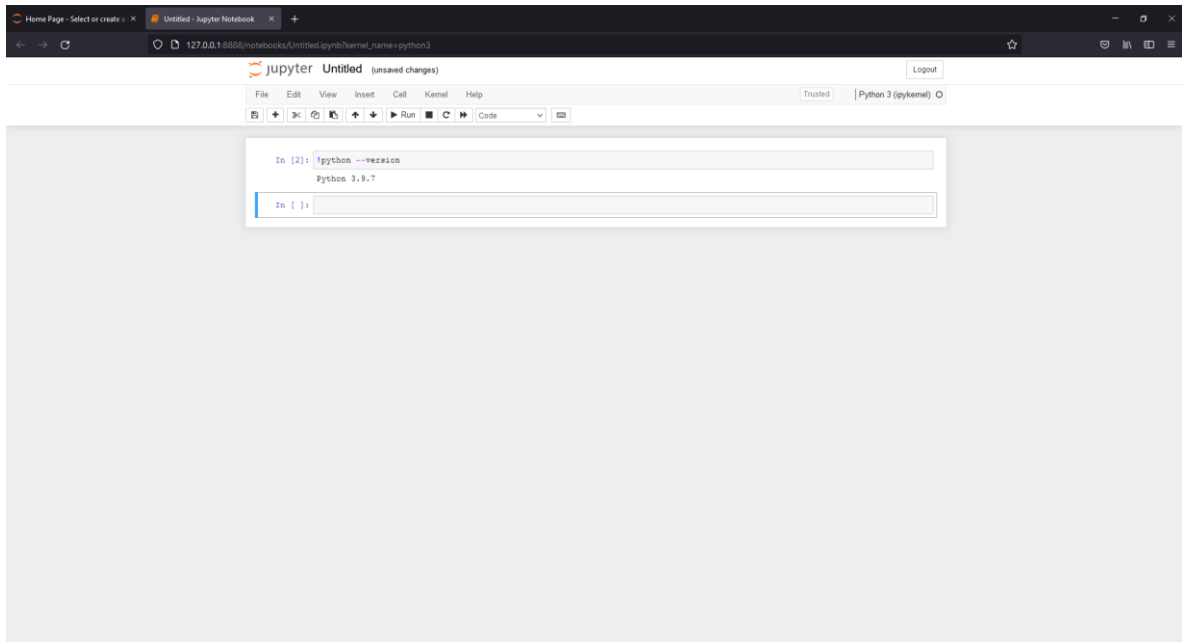 Home Page - Select or create a
Untitled - Jupyter Notebook
127.0.0.1:8888/notebooks/Untitled.ipynb?kernel_name=python3
jupyter Untitled (unsaved changes)
Logout
File Edit View Insert Cell Kernel Help
Trusted
Python 3 (ipykernel)
Run
Code
In [2]: !python --version
Python 3.9.7
In [ ]: